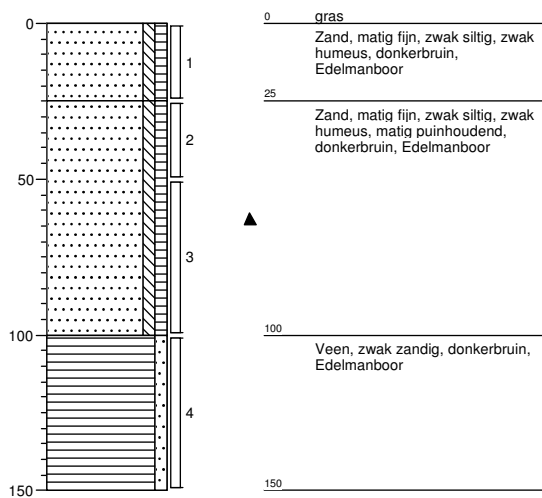 0
50
100
150
1
2
3
4
0 gras
Zand, matig fijn, zwak siltig, zwak
humeus, donkerbruin,
Edelmanboor
25
Zand, matig fijn, zwak siltig, zwak
humeus, matig puinhoudend,
donkerbruin, Edelmanboor
100
Veen, zwak zandig, donkerbruin,
Edelmanboor
150